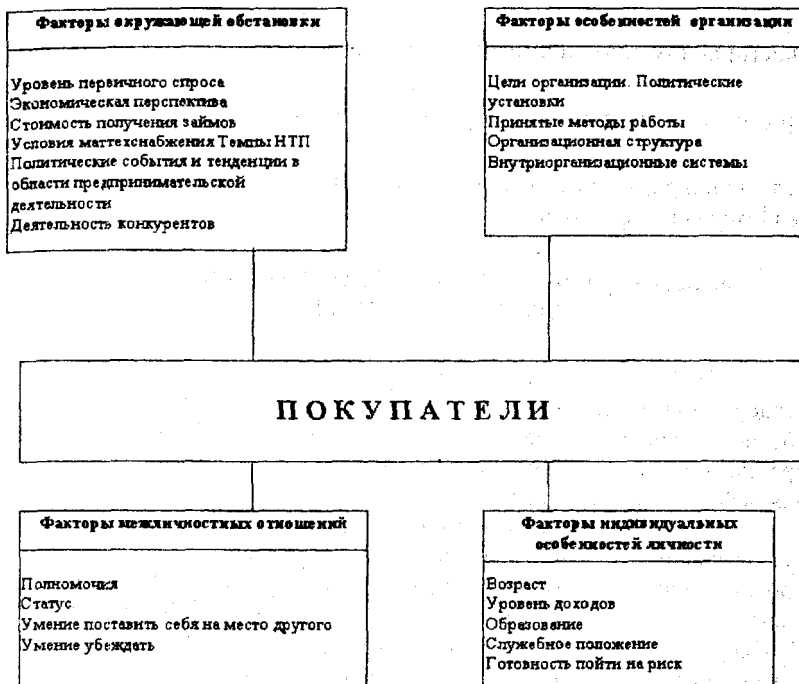 Факторы окружающей обстановки
Уровень первичного спроса
Экономическая перспектива
Стоимость получения займов
Условия маттехснабжения Темпы НТП
Политические события и тенденции в
области предпринимательской
деятельности
Деятельность конкурентов
Факторы особенностей организации
Цели организации. Политические
установки
Принятые методы работы
Организационная структура
Внутриорганизационные системы
ПОКУПАТЕЛИ
Факторы межличностных отношений
Полномочия
Статус
Умение поставить себя на место другого
Умение убеждать
Факторы индивидуальных
особенностей личности
Возраст
Уровень доходов
Образование
Служебное положение
Готовность пойти на риск